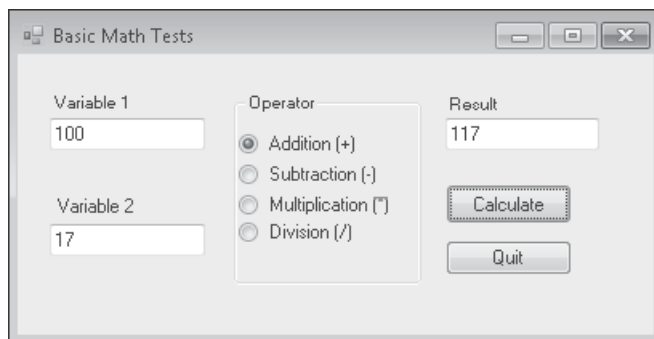 Basic Math Tests
Variable 1
100
Variable 2
17
Operator
Addition (+)
Subtraction (-)
Multiplication (*)
Division (/)
Result
117
Calculate
Quit